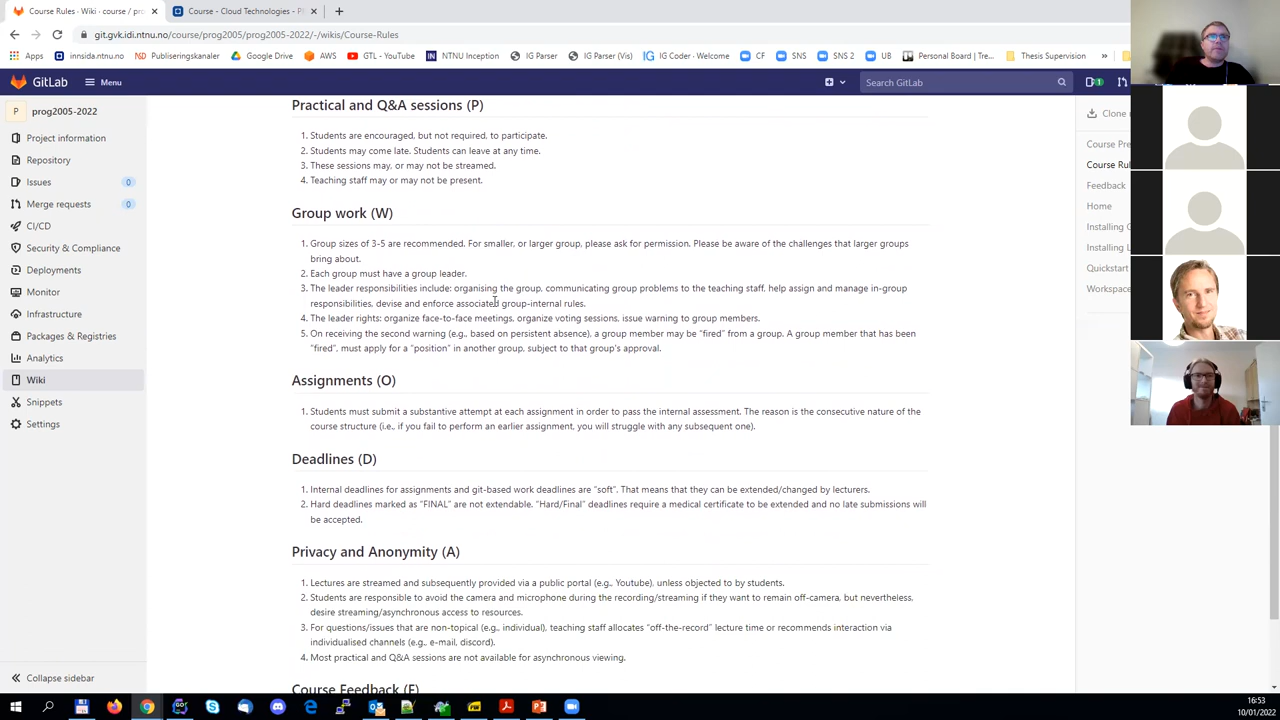 Course Rules · Wiki · course / pro
Course - Cloud Technologies - P
git.gvk.idi.ntnu.no/course/prog2005/prog2005-2022/-/wikis/Course-Rules
Apps innsida.ntnu.no Publiseringskanaler Google Drive AWS GTL - YouTube NTNU Inception IG Parser IG Parser (Vis) IG Coder · Welcome CF SNS SNS 2 UB Personal Board | Tre... Thesis Supervision
GitLab Menu Search GitLab 1
P prog2005-2022
Project information
Repository
Issues 0
Merge requests 0
CI/CD
Security & Compliance
Deployments
Monitor
Infrastructure
Packages & Registries
Analytics
Wiki
Snippets
Settings
Collapse sidebar
Practical and Q&A sessions (P)
1. Students are encouraged, but not required, to participate.
2. Students may come late. Students can leave at any time.
3. These sessions may, or may not be streamed.
4. Teaching staff may or may not be present.
Group work (W)
1. Group sizes of 3-5 are recommended. For smaller, or larger group, please ask for permission. Please be aware of the challenges that larger groups
bring about.
2. Each group must have a group leader.
3. The leader responsibilities include: organising the group, communicating group problems to the teaching staff, help assign and manage in-group
responsibilities, devise and enforce associated group-internal rules.
4. The leader rights: organize face-to-face meetings, organize voting sessions, issue warning to group members.
5. On receiving the second warning (e.g., based on persistent absence), a group member may be "fired" from a group. A group member that has been
"fired", must apply for a "position" in another group, subject to that group's approval.
Assignments (O)
1. Students must submit a substantive attempt at each assignment in order to pass the internal assessment. The reason is the consecutive nature of the
course structure (i.e., if you fail to perform an earlier assignment, you will struggle with any subsequent one).
Deadlines (D)
1. Internal deadlines for assignments and git-based work deadlines are "soft". That means that they can be extended/changed by lecturers.
2. Hard deadlines marked as "FINAL" are not extendable. "Hard/Final" deadlines require a medical certificate to be extended and no late submissions will
be accepted.
Privacy and Anonymity (A)
1. Lectures are streamed and subsequently provided via a public portal (e.g., Youtube), unless objected to by students.
2. Students are responsible to avoid the camera and microphone during the recording/streaming if they want to remain off-camera, but nevertheless,
desire streaming/asynchronous access to resources.
3. For questions/issues that are non-topical (e.g., individual), teaching staff allocates "off-the-record" lecture time or recommends interaction via
individualised channels (e.g., e-mail, discord).
4. Most practical and Q&A sessions are not available for asynchronous viewing.
Course Feedback (F)
Clone
Course Pre
Course Rul
Feedback
Home
Installing
Installing
Quickstart
Workspace
16:53
10/01/2022